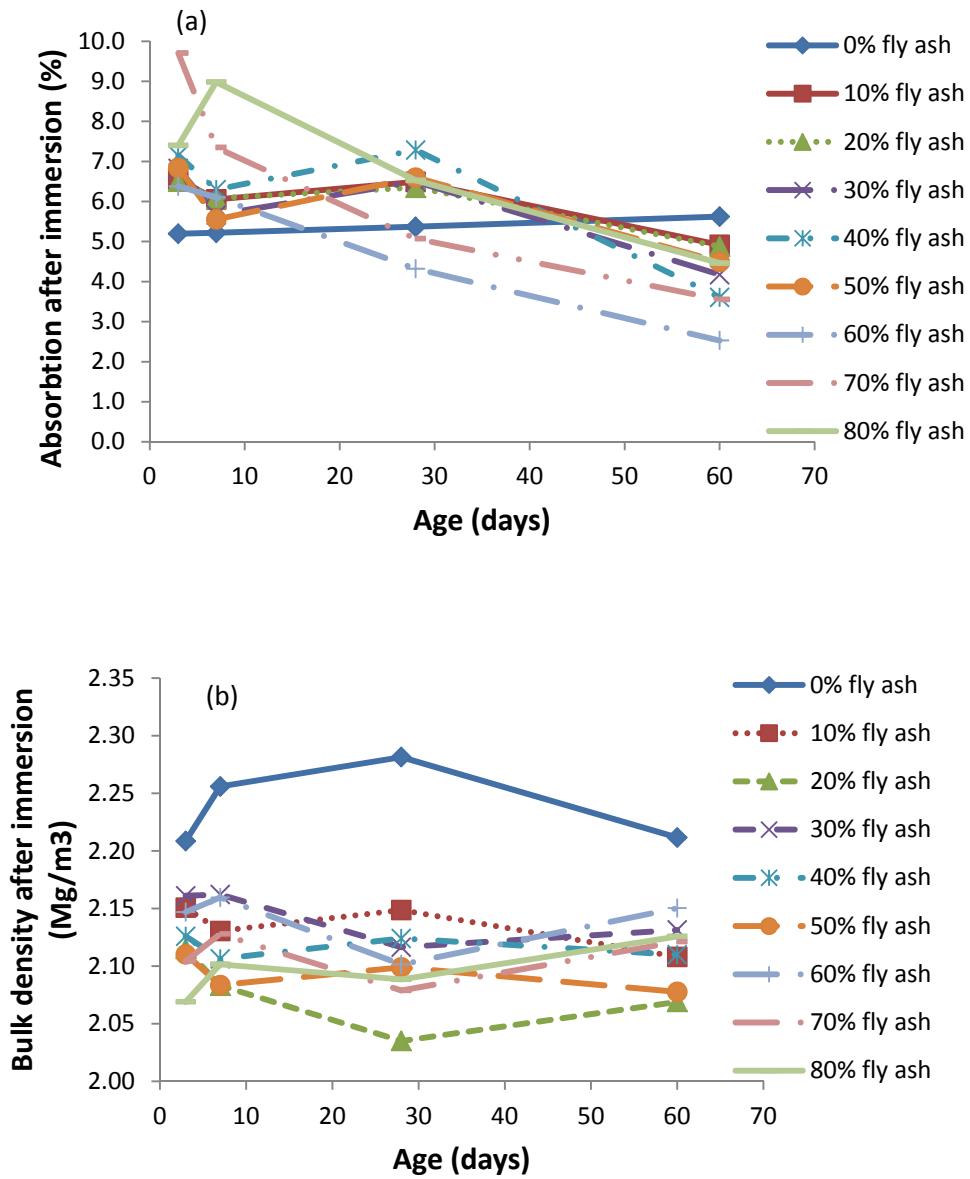 (a)
Absorbtion after immersion (%)
10.0
9.0
8.0
7.0
6.0
5.0
4.0
3.0
2.0
1.0
0.0
0 10 20 30 40 50 60 70
Age (days)
0% fly ash
10% fly ash
20% fly ash
30% fly ash
40% fly ash
50% fly ash
60% fly ash
70% fly ash
80% fly ash
(b)
Bulk density after immersion
(Mg/m3)
2.35
2.30
2.25
2.20
2.15
2.10
2.05
2.00
0 10 20 30 40 50 60 70
Age (days)
0% fly ash
10% fly ash
20% fly ash
30% fly ash
40% fly ash
50% fly ash
60% fly ash
70% fly ash
80% fly ash